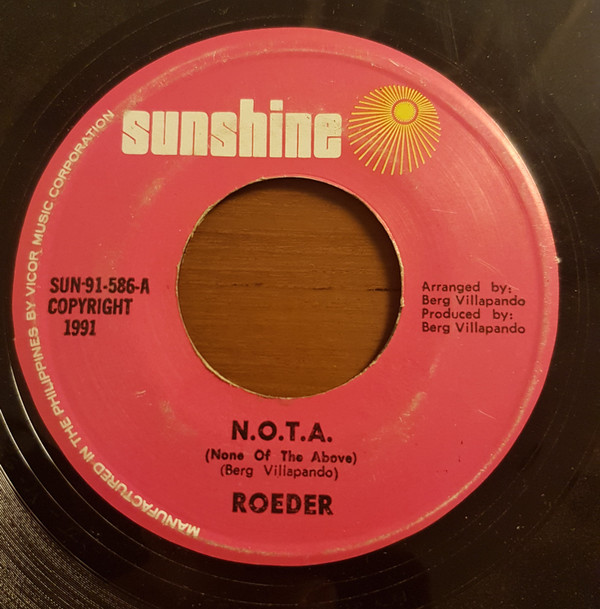 sunshine
MANUFACTURED IN THE PHILIPPINES BY VICOR MUSIC CORPORATION
SUN-91-586-A
COPYRIGHT
1991
Arranged by:
Berg Villapando
Produced by:
Berg Villapando
N.O.T.A.
(None Of The Above)
(Berg Villapando)
ROEDER